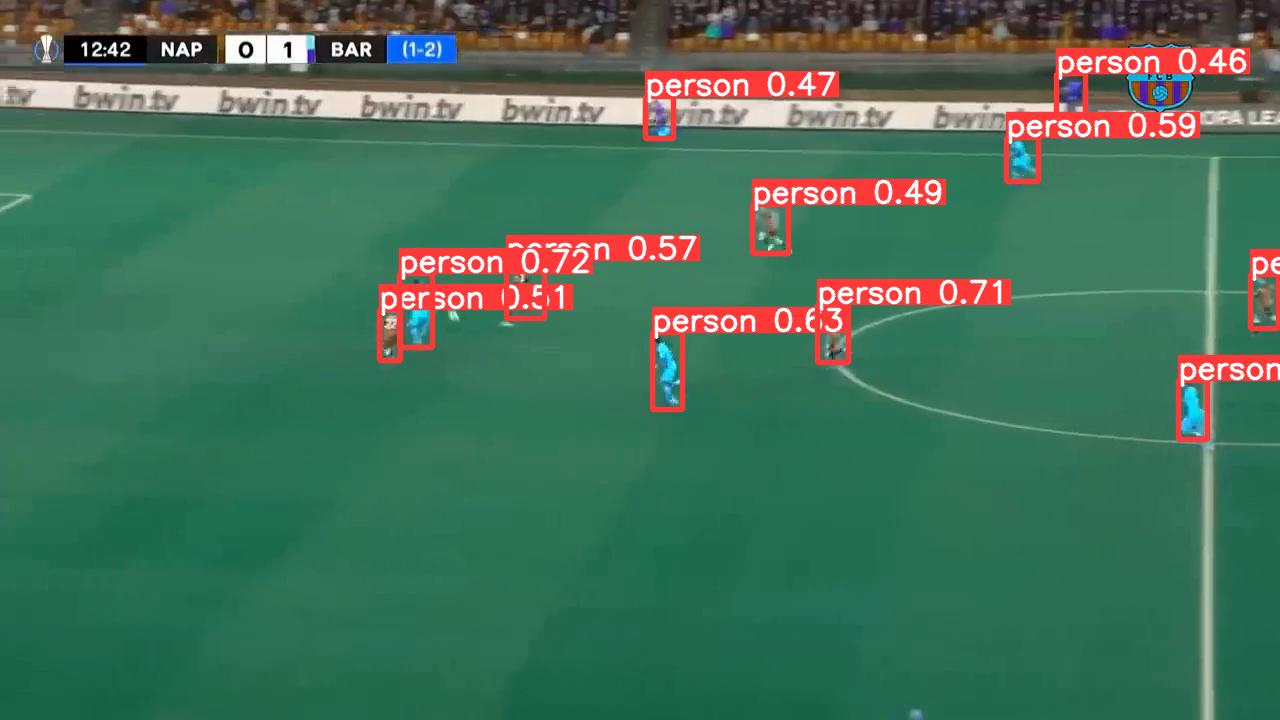 12:42 NAP 0 1 BAR (1-2)
person 0.46
person 0.47
FCB
bwin.tv bwin.tv bwin.tv bwin.tv bwin.tv bwin.tv
person 0.59
person 0.49
person 0.57
person 0.72
person 0.51
person 0.71
person 0.63
person